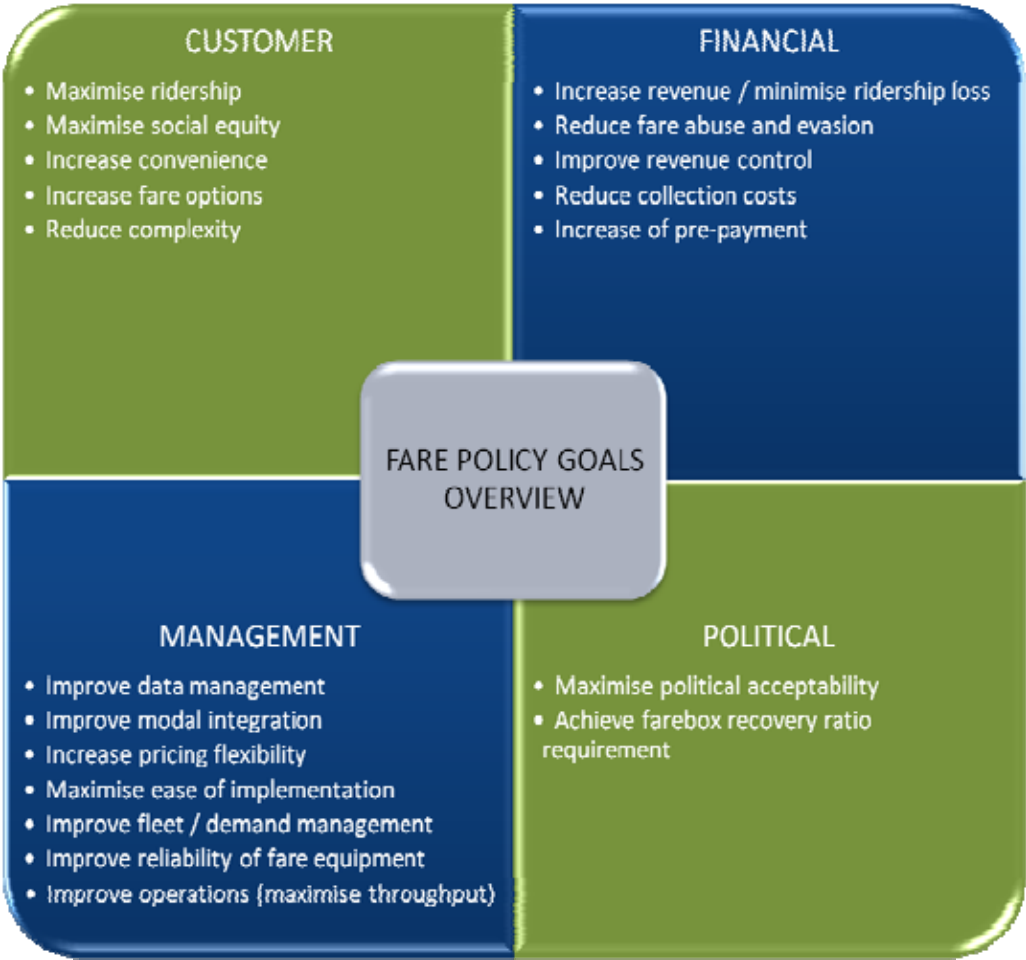 CUSTOMER
• Maximise ridership
• Maximise social equity
• Increase convenience
• Increase fare options
• Reduce complexity
FINANCIAL
• Increase revenue / minimise ridership loss
• Reduce fare abuse and evasion
• Improve revenue control
• Reduce collection costs
• Increase of pre-payment
FARE POLICY GOALS
OVERVIEW
MANAGEMENT
• Improve data management
• Improve modal integration
• Increase pricing flexibility
• Maximise ease of implementation
• Improve fleet / demand management
• Improve reliability of fare equipment
• Improve operations (maximise throughput)
POLITICAL
• Maximise political acceptability
• Achieve farebox recovery ratio
requirement